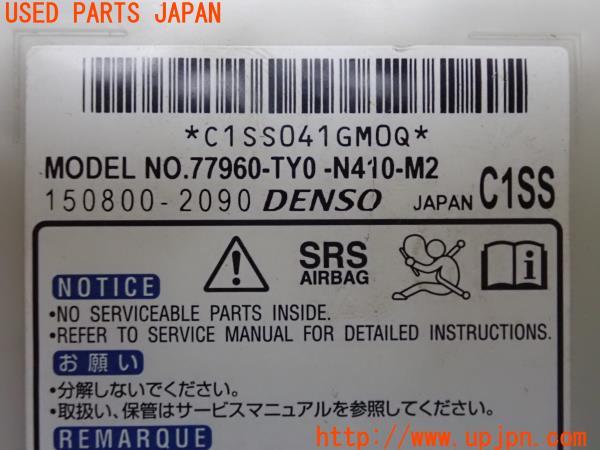 USED PARTS JAPAN
*C1SS041GM0Q*
MODEL NO.77960-TY0 -N410-M2
150800-2090 DENSO JAPAN C1SS
SRS
AIRBAG
NOTICE
•NO SERVICEABLE PARTS INSIDE.
•REFER TO SERVICE MANUAL FOR DETAILED INSTRUCTIONS.
お願い
•分解しないでください。
•取扱い、保管はサービスマニュアルを参照してください。
REMARQUE
http://www.upjpn.com